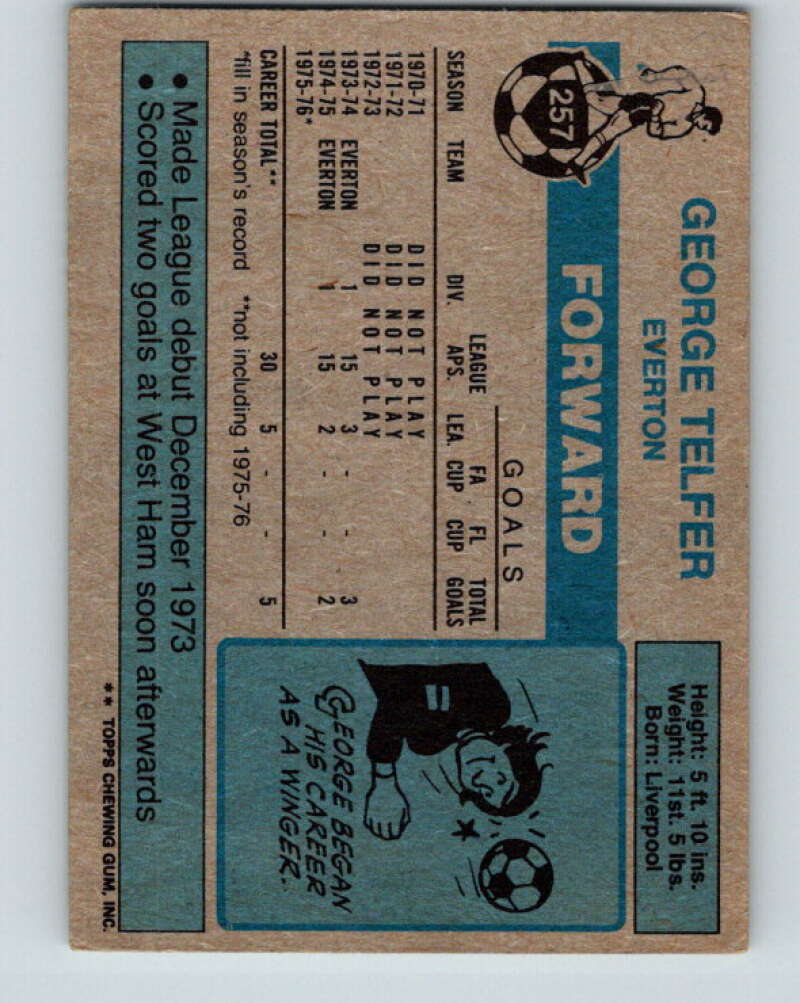 257
GEORGE TELFER
EVERTON
FORWARD
Height: 5 ft. 10 ins.
Weight: 11st. 5 lbs.
Born: Liverpool
GOALS
LEAGUE FA FL TOTAL
SEASON TEAM DIV. APS. LEA. CUP CUP GOALS
1970-71 DID NOT PLAY
1971-72 DID NOT PLAY
1972-73 DID NOT PLAY
1973-74 EVERTON 1 15 3 - - 3
1974-75 EVERTON 1 15 2 - - 2
1975-76*
CAREER TOTAL** 30 5 - - 5
*fill in season's record **not including 1975-76
GEORGE BEGAN
HIS CAREER
AS A WINGER.
• Made League debut December 1973
• Scored two goals at West Ham soon afterwards
** TOPPS CHEWING GUM, INC.